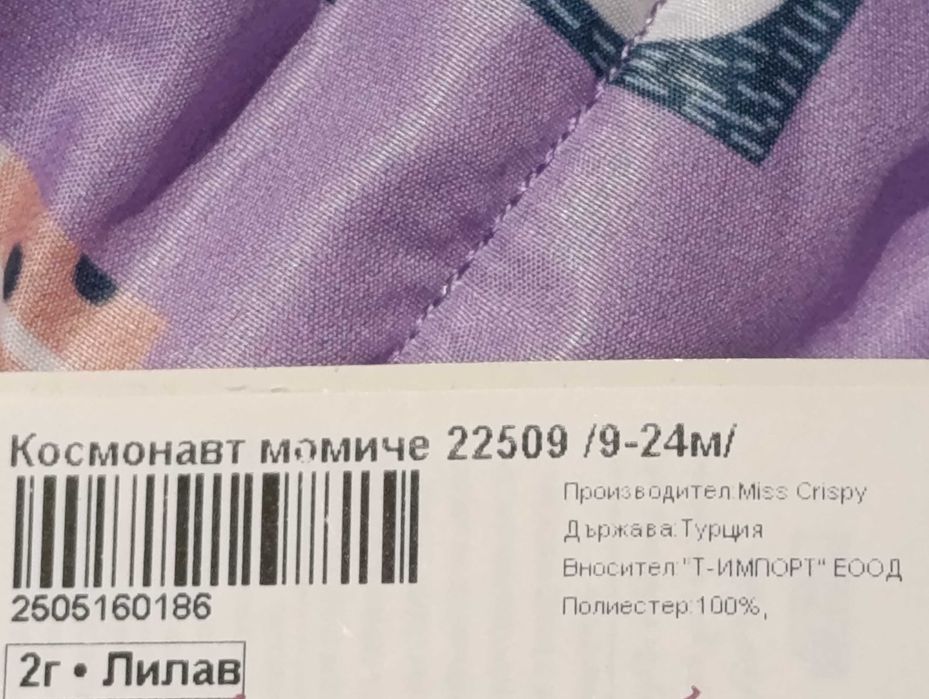 Космонавт момиче 22509 /9-24м/
Производител:Miss Crispy
Държава:Турция
Вносител:"Т-ИМПОРТ" ЕООД
Полиестер:100%,
2505160186
2г • Лилав